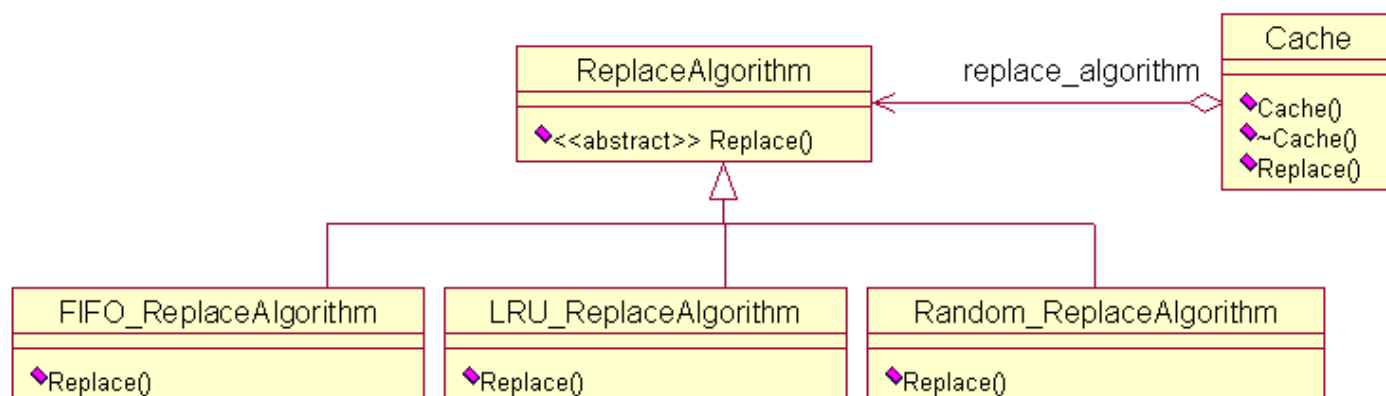 Cache
ReplaceAlgorithm
replace_algorithm
Cache()
~Cache()
Replace()
<<abstract>> Replace()
FIFO_ReplaceAlgorithm
LRU_ReplaceAlgorithm
Random_ReplaceAlgorithm
Replace()
Replace()
Replace()